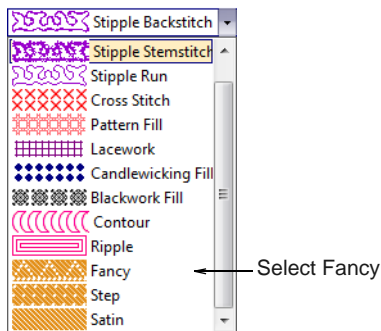 Stipple Backstitch
Stipple Stemstitch
Stipple Run
Cross Stitch
Pattern Fill
Lacework
Candlewicking Fill
Blackwork Fill
Contour
Ripple
Fancy
Select Fancy
Step
Satin